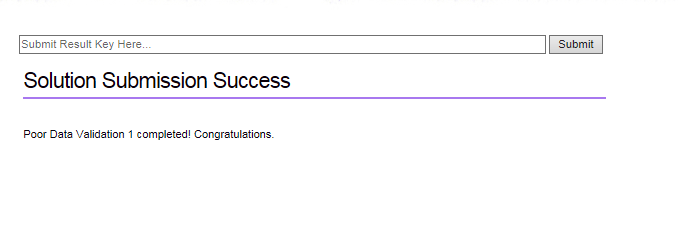 Submit Result Key Here...
Submit
Solution Submission Success
Poor Data Validation 1 completed! Congratulations.